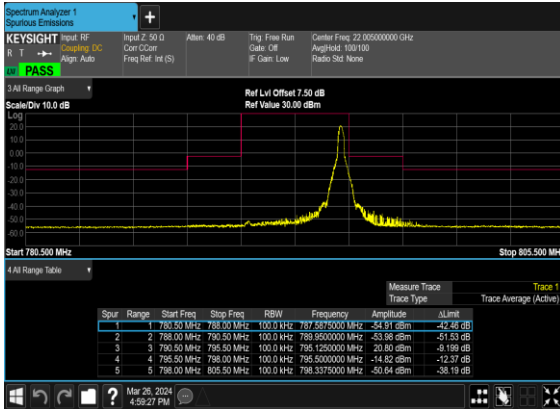 Spectrum Analyzer 1
Spurious Emissions
+
KEYSIGHT Input: RF Input Z: 50 Ω Atten: 40 dB Trig: Free Run Center Freq: 22.005000000 GHz
R T Coupling: DC Corr CCorr Gate: Off Avg|Hold: 100/100
Align: Auto Freq Ref: Int (S) IF Gain: Low Radio Std: None
PASS
3 All Range Graph
Ref Lvl Offset 7.50 dB
Scale/Div 10.0 dB Ref Value 30.00 dBm
Log
20.0
10.0
0.00
-10.0
-20.0
-30.0
-40.0
-50.0
-60.0
Start 780.500 MHz Stop 805.500 MH
4 All Range Table
Measure Trace Trace 1
Trace Type Trace Average (Active)
Spur Range Start Freq Stop Freq RBW Frequency Amplitude ΔLimit
1 1 780.50 MHz 788.00 MHz 100.0 kHz 787.5875000 MHz -54.91 dBm -42.46 dB
2 2 788.00 MHz 790.50 MHz 100.0 kHz 789.9500000 MHz -53.98 dBm -51.53 dB
3 3 790.50 MHz 795.50 MHz 100.0 kHz 795.1250000 MHz 20.80 dBm -9.199 dB
4 4 795.50 MHz 798.00 MHz 100.0 kHz 795.5000000 MHz -14.82 dBm -12.37 dB
5 5 798.00 MHz 805.50 MHz 100.0 kHz 798.3375000 MHz -50.64 dBm -38.19 dB
Mar 26, 2024
4:59:27 PM